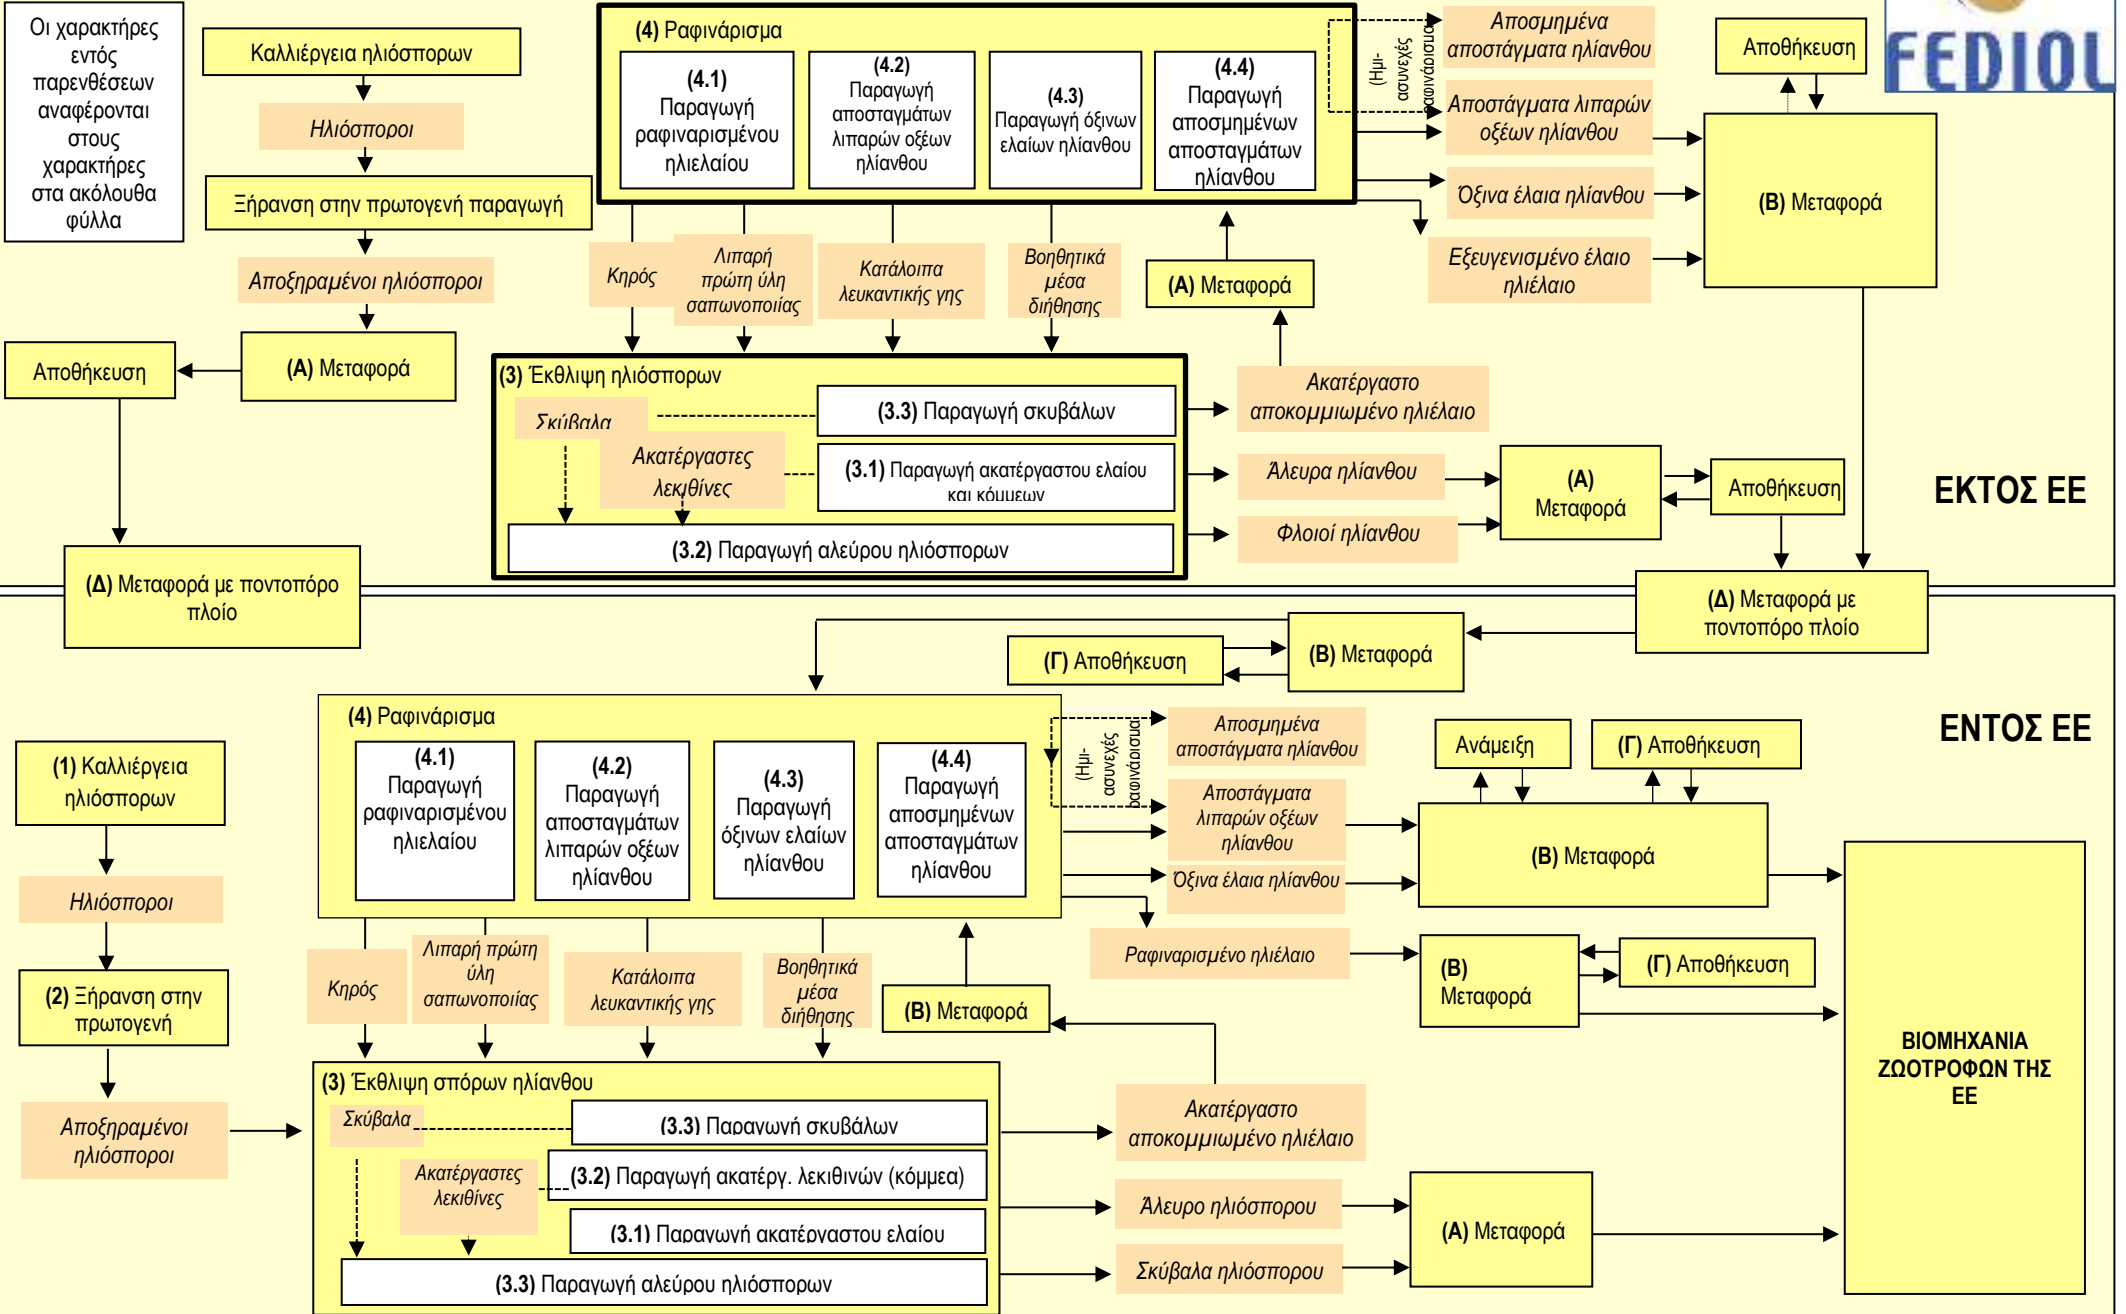 Οι χαρακτήρες
εντός
παρενθέσεων
αναφέρονται
στους
χαρακτήρες
στα ακόλουθα
φύλλα
Καλλιέργεια ηλιόσπορων
Ηλιόσποροι
Ξήρανση στην πρωτογενή παραγωγή
Αποξηραμένοι ηλιόσποροι
(Α) Μεταφορά
Αποθήκευση
(Δ) Μεταφορά με ποντοπόρο
πλοίο
(4) Ραφινάρισμα
(4.1)
Παραγωγή
ραφιναρισμένου
ηλιελαίου
(4.2)
Παραγωγή
αποσταγμάτων
λιπαρών οξέων
ηλίανθου
(4.3)
Παραγωγή όξινων
ελαίων ηλίανθου
(4.4)
Παραγωγή
αποσμημένων
αποσταγμάτων
ηλίανθου
(Ημι-
ασυνεχές
ραφινάρισμα
Αποσμημένα
αποστάγματα ηλίανθου
Αποστάγματα λιπαρών
οξέων ηλίανθου
Όξινα έλαια ηλίανθου
Εξευγενισμένο έλαιο
ηλιέλαιο
Αποθήκευση
(Β) Μεταφορά
FEDIOL
Κηρός
Λιπαρή
πρώτη ύλη
σαπωνοποιίας
Κατάλοιπα
λευκαντικής γης
Βοηθητικά
μέσα
διήθησης
(Α) Μεταφορά
(3) Έκθλιψη ηλιόσπορων
Σκύβαλα
(3.3) Παραγωγή σκυβάλων
Ακατέργαστες
λεκιθίνες
(3.1) Παραγωγή ακατέργαστου ελαίου
και κόμμεων
(3.2) Παραγωγή αλεύρου ηλιόσπορων
Ακατέργαστο
αποκομμιωμένο ηλιέλαιο
Άλευρα ηλίανθου
Φλοιοί ηλίανθου
(Α)
Μεταφορά
Αποθήκευση
ΕΚΤΟΣ ΕΕ
(Δ) Μεταφορά με
ποντοπόρο πλοίο
(Β) Μεταφορά
(Γ) Αποθήκευση
ΕΝΤΟΣ ΕΕ
(1) Καλλιέργεια
ηλιόσπορων
Ηλιόσποροι
(2) Ξήρανση στην
πρωτογενή
Αποξηραμένοι
ηλιόσποροι
(4) Ραφινάρισμα
(4.1)
Παραγωγή
ραφιναρισμένου
ηλιελαίου
(4.2)
Παραγωγή
αποσταγμάτων
λιπαρών οξέων
ηλίανθου
(4.3)
Παραγωγή
όξινων ελαίων
ηλίανθου
(4.4)
Παραγωγή
αποσμημένων
αποσταγμάτων
ηλίανθου
(Ημι-
ασυνεχές
ραφινάρισμα
Αποσμημένα
αποστάγματα ηλίανθου
Αποστάγματα
λιπαρών οξέων
ηλίανθου
Όξινα έλαια ηλίανθου
Ραφιναρισμένο ηλιέλαιο
Ανάμειξη
(Γ) Αποθήκευση
(Β) Μεταφορά
(Β)
Μεταφορά
(Γ) Αποθήκευση
ΒΙΟΜΗΧΑΝΙΑ
ΖΩΟΤΡΟΦΩΝ ΤΗΣ
ΕΕ
Κηρός
Λιπαρή πρώτη
ύλη
σαπωνοποιίας
Κατάλοιπα
λευκαντικής γης
Βοηθητικά
μέσα
διήθησης
(Β) Μεταφορά
(3) Έκθλιψη σπόρων ηλίανθου
Σκύβαλα
(3.3) Παραγωγή σκυβάλων
Ακατέργαστες
λεκιθίνες
(3.2) Παραγωγή ακατέργ. λεκιθινών (κόμμεα)
(3.1) Παραγωγή ακατέργαστου ελαίου
(3.3) Παραγωγή αλεύρου ηλιόσπορων
Ακατέργαστο
αποκομμιωμένο ηλιέλαιο
Άλευρο ηλιόσπορου
Σκύβαλα ηλιόσπορου
(Α) Μεταφορά